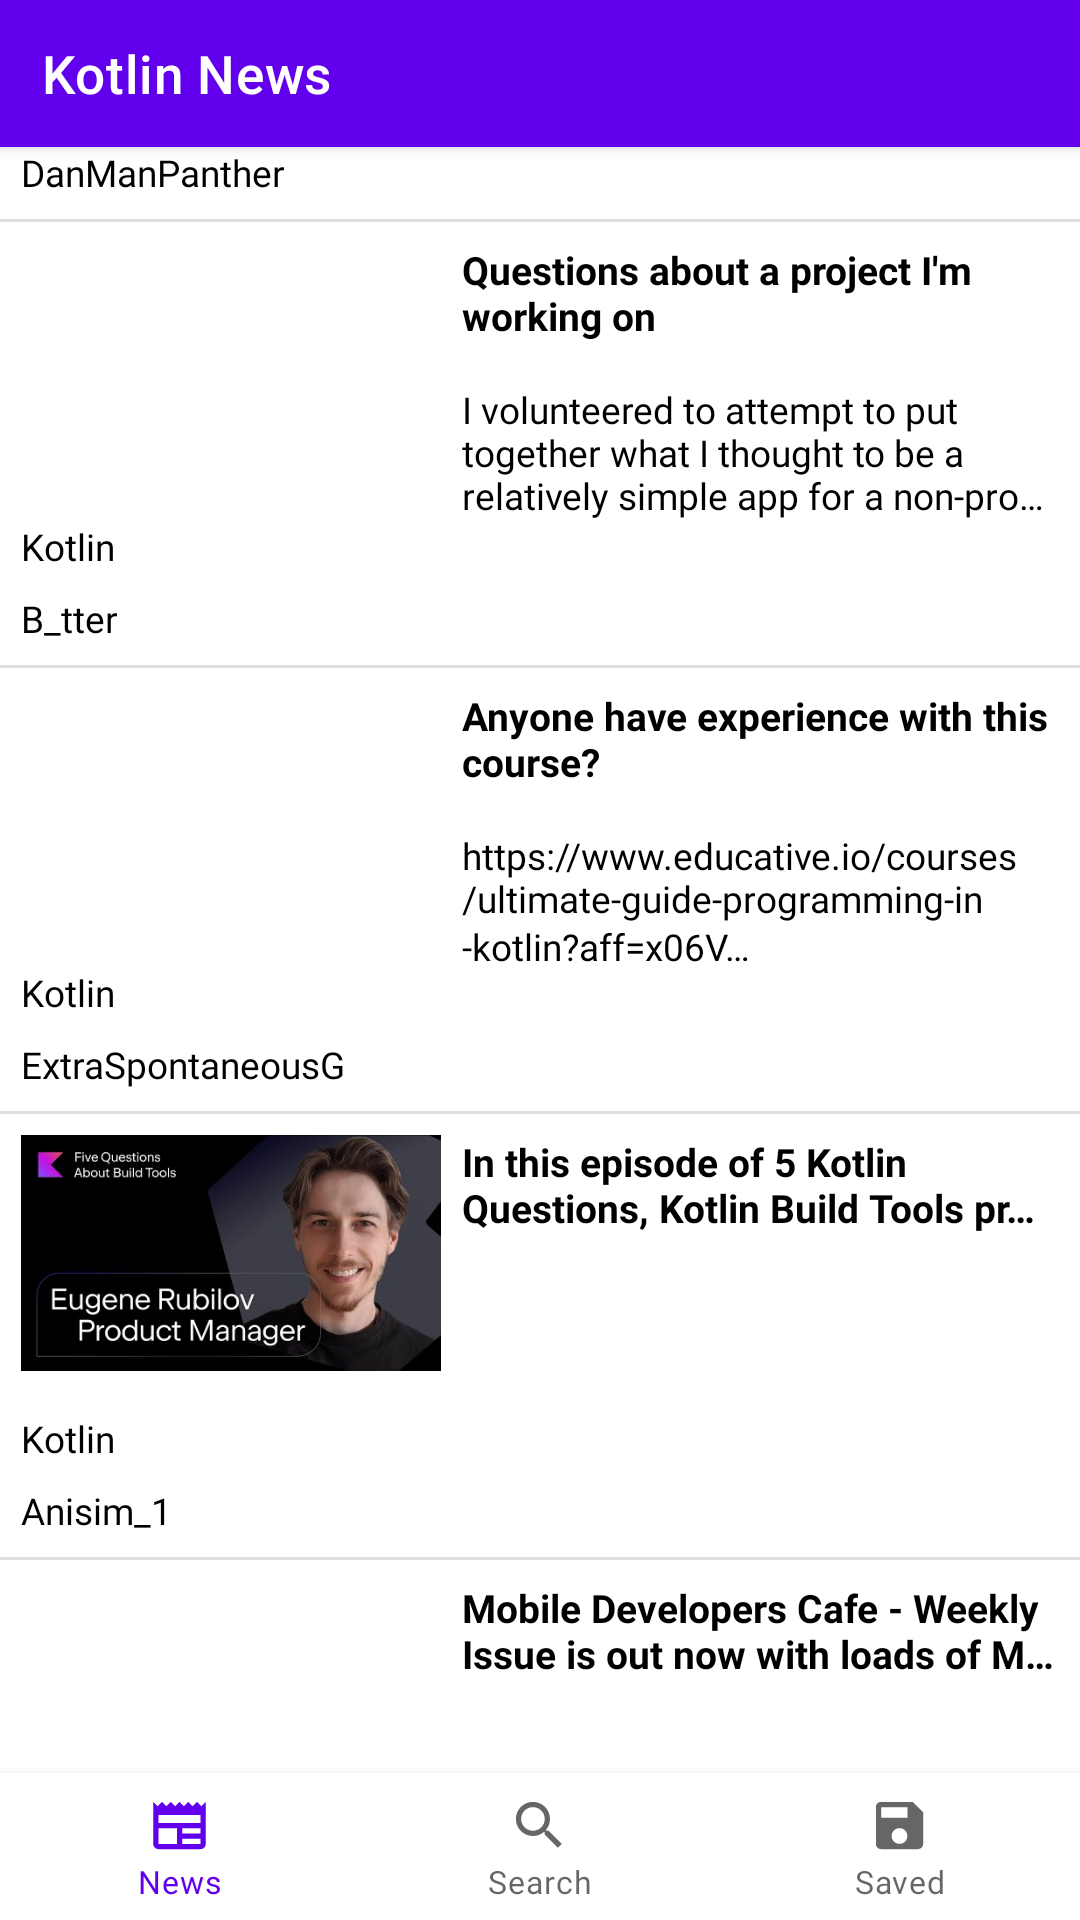 Kotlin News
DanManPanther
Questions about a project I'm
working on
I volunteered to attempt to put
together what I thought to be a
relatively simple app for a non-pro…
Kotlin
B_tter
Anyone have experience with this
course?
https://www.educative.io/courses
/ultimate-guide-programming-in
-kotlin?aff=x06V…
Kotlin
ExtraSpontaneousG
Five Questions
About Build Tools
Eugene Rubilov
Product Manager
In this episode of 5 Kotlin
Questions, Kotlin Build Tools pr…
Kotlin
Anisim_1
Mobile Developers Cafe - Weekly
Issue is out now with loads of M…
News
Search
Saved